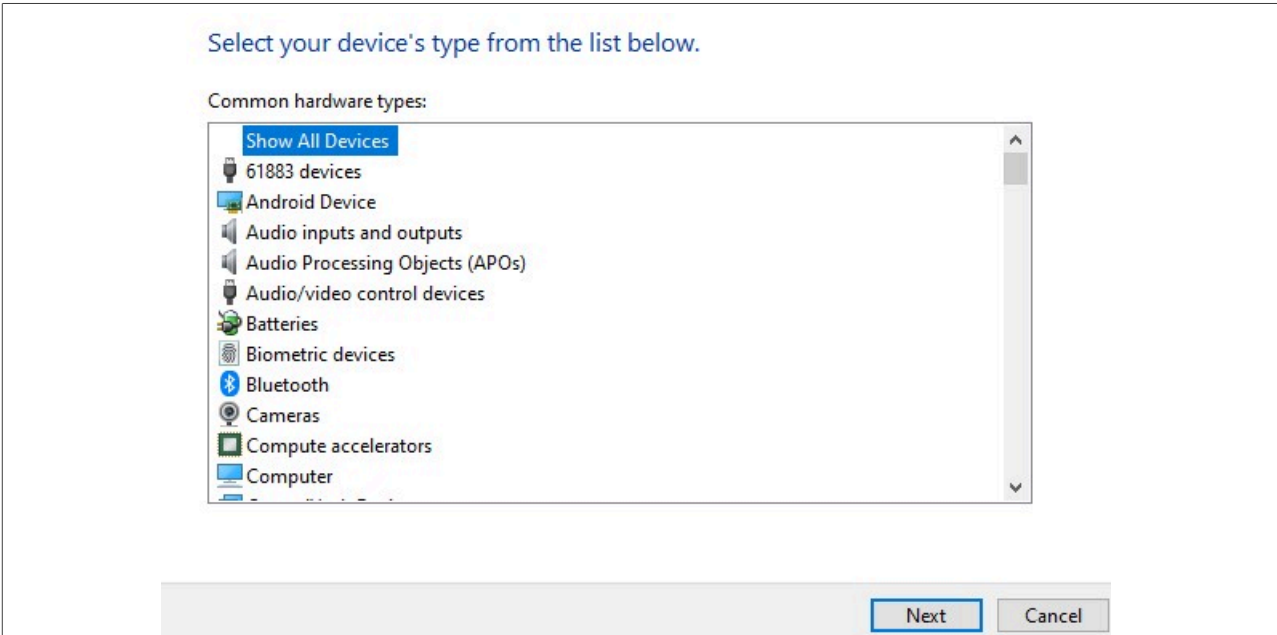 Select your device's type from the list below.
Common hardware types:
Show All Devices
61883 devices
Android Device
Audio inputs and outputs
Audio Processing Objects (APOs)
Audio/video control devices
Batteries
Biometric devices
Bluetooth
Cameras
Compute accelerators
Computer
Next
Cancel